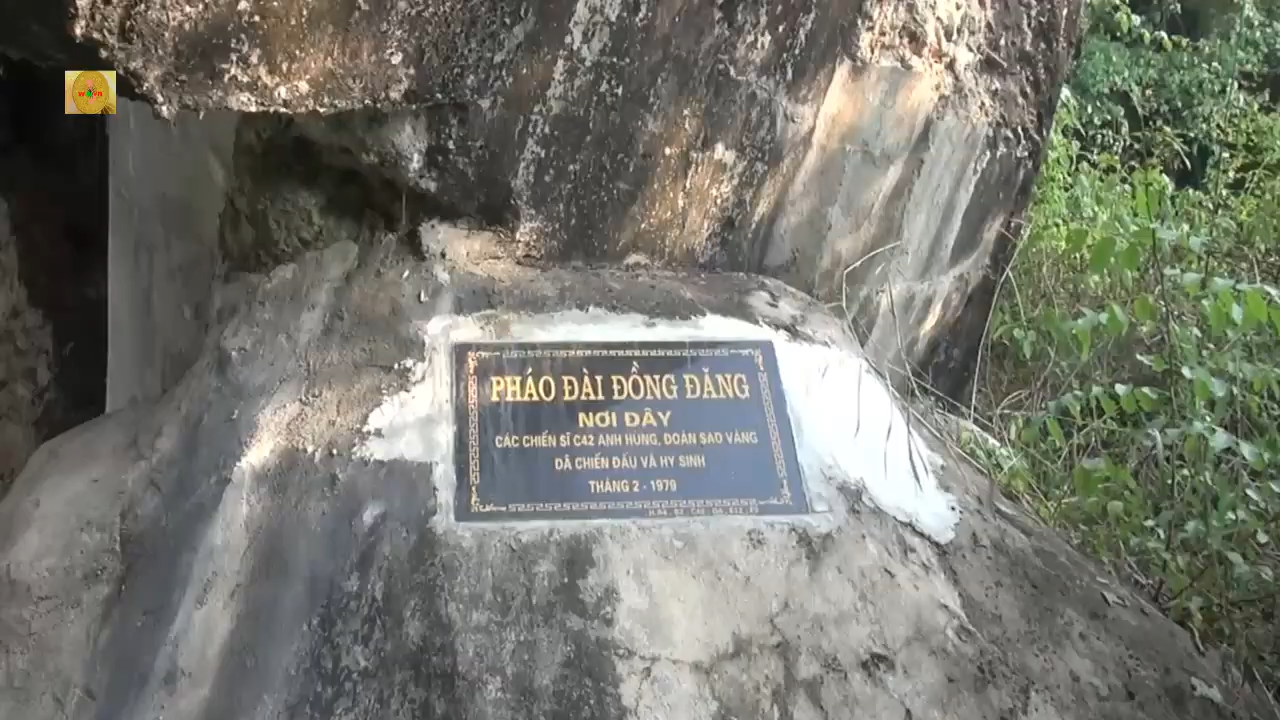 PHÁO ĐÀI ĐỒNG ĐĂNG
NƠI ĐÂY
CÁC CHIẾN SĨ C42 ANH HÙNG, ĐOÀN SAO VÀNG
ĐÃ CHIẾN ĐẤU VÀ HY SINH
THÁNG 2 - 1979